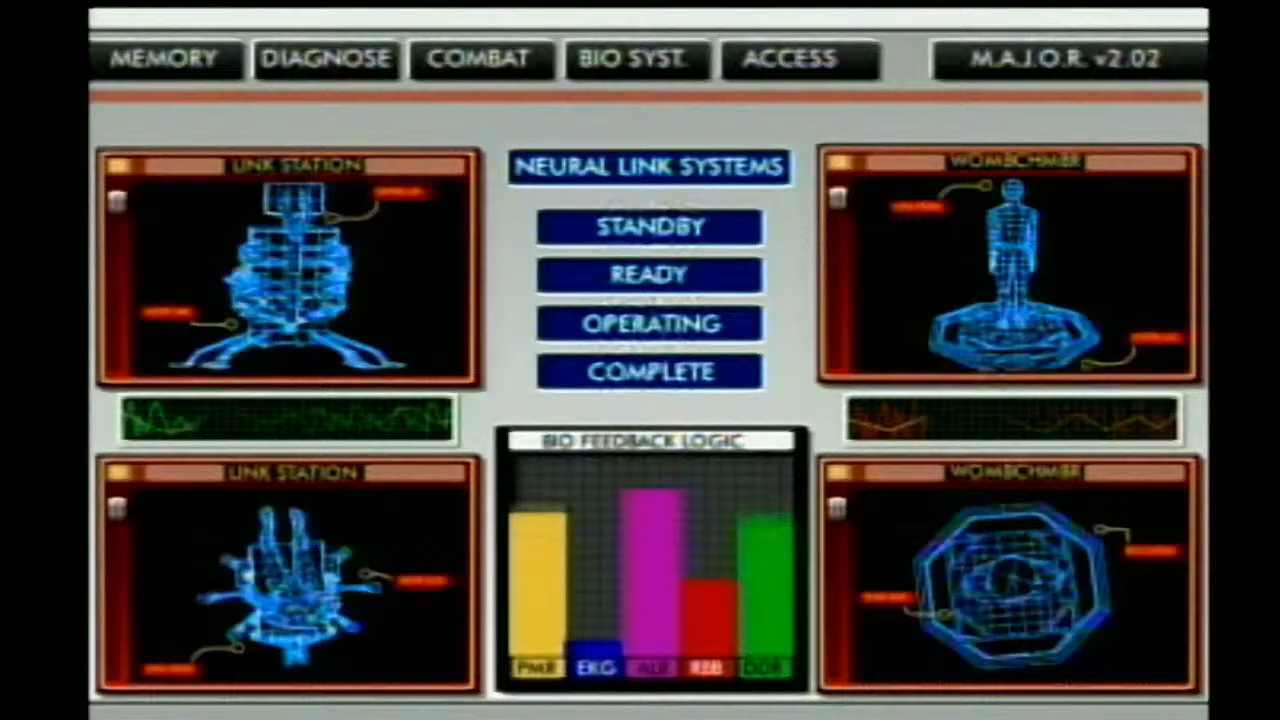 MEMORY
DIAGNOSE
COMBAT
BIO SYST.
ACCESS
M.A.J.O.R. v2.02
LINK STATION
NEURAL LINK SYSTEMS
WOMBCHMBR
STANDBY
READY
OPERATING
COMPLETE
BIO FEEDBACK LOGIC
LINK STATION
WOMBCHMBR
PMR EKG RBB DDR